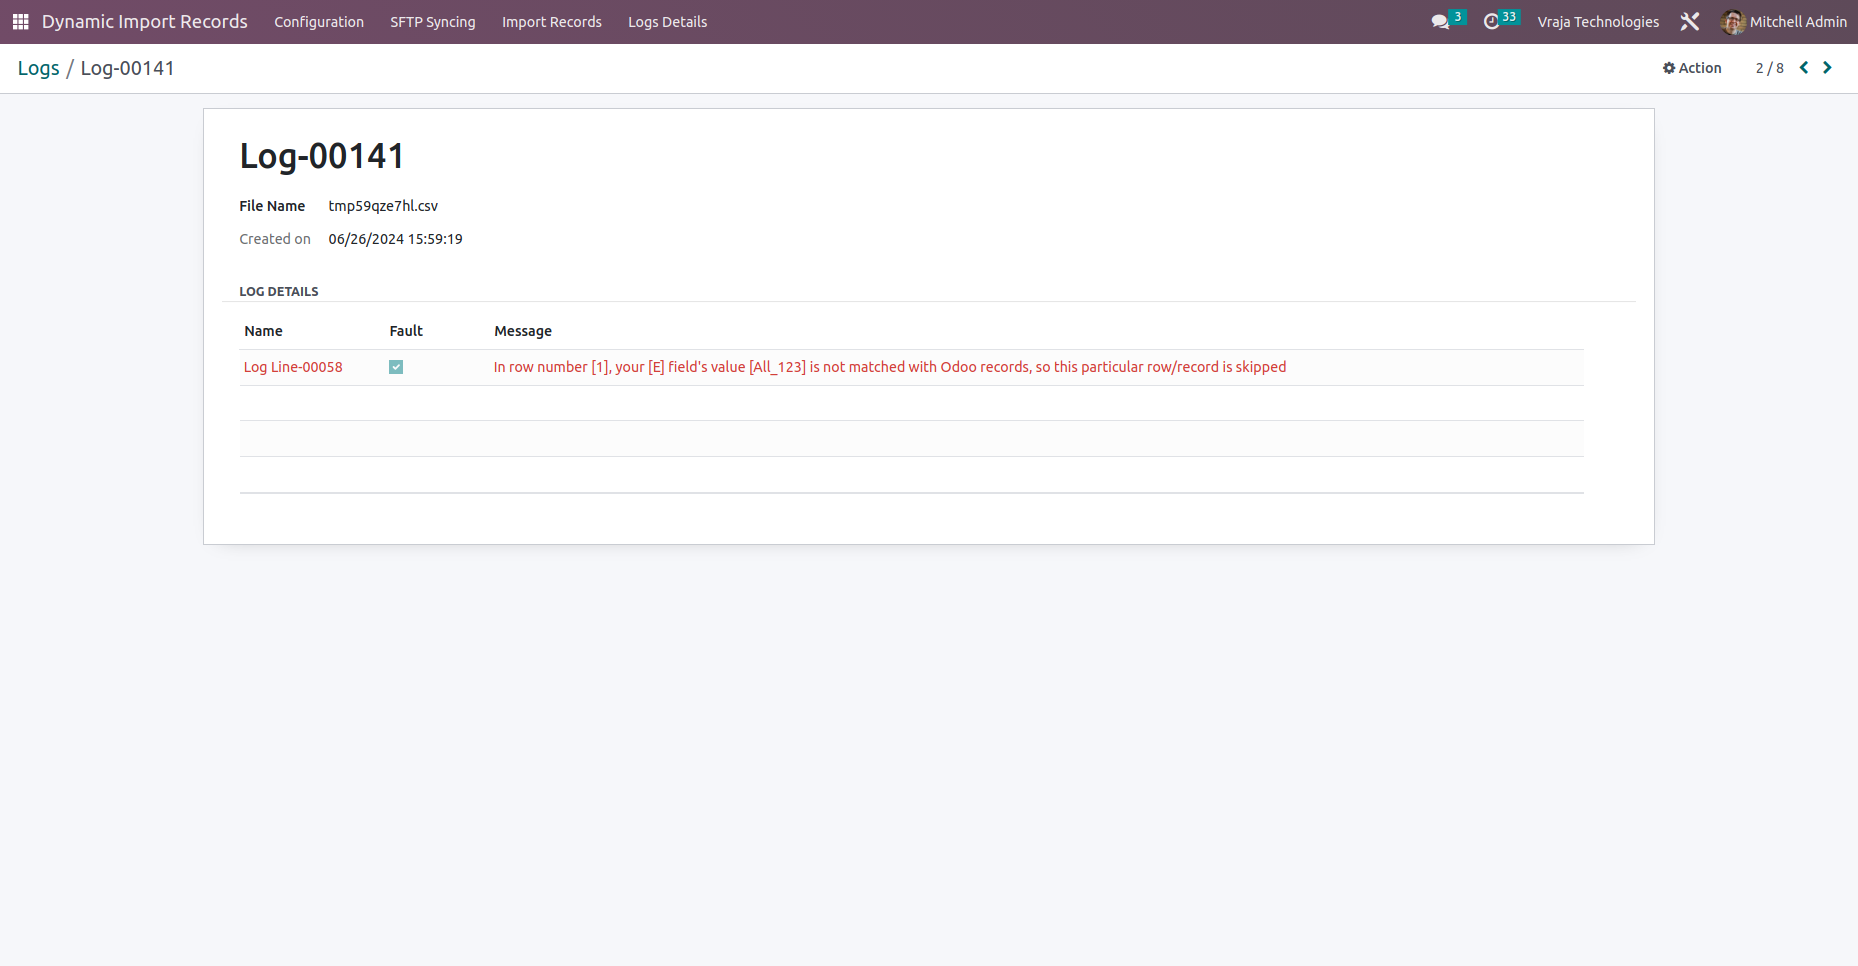 Dynamic Import Records Configuration SFTP Syncing Import Records Logs Details 3 33 Vraja Technologies Mitchell Admin
Logs / Log-00141 Action 2 / 8
Log-00141
File Name tmp59qze7hl.csv
Created on 06/26/2024 15:59:19
LOG DETAILS
Name Fault Message
Log Line-00058 In row number [1], your [E] field's value [All_123] is not matched with Odoo records, so this particular row/record is skipped